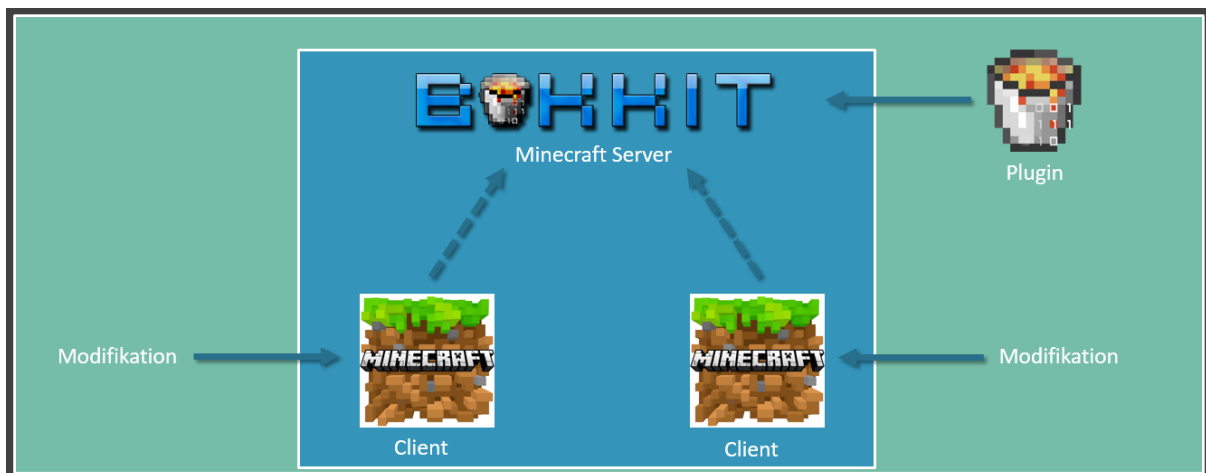 BUKKIT
Minecraft Server
Plugin
MINECRAFT
MINECRAFT
Modifikation
Modifikation
Client
Client